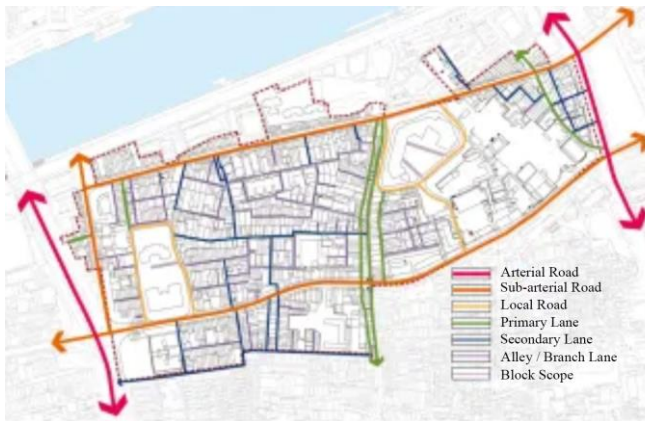 Arterial Road
Sub-arterial Road
Local Road
Primary Lane
Secondary Lane
Alley / Branch Lane
Block Scope